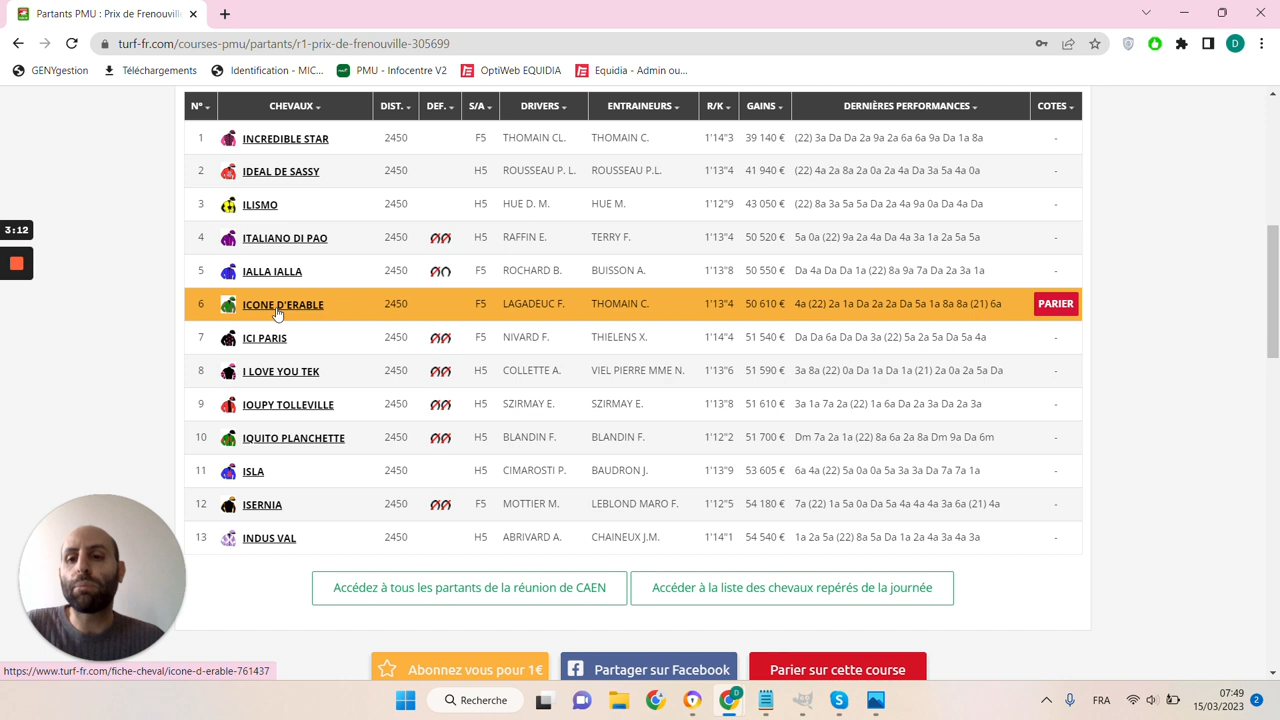 Partants PMU : Prix de Frenouvill
turf-fr.com/courses-pmu/partants/r1-prix-de-frenouville-305699
D
GENYgestion Téléchargements Identification - MIC... PMU - Infocentre V2 OptiWeb EQUIDIA Equidia - Admin ou...
N° CHEVAUX DIST. DEF. S/A DRIVERS ENTRAINEURS R/K GAINS DERNIÈRES PERFORMANCES COTES
1 INCREDIBLE STAR 2450 F5 THOMAIN CL. THOMAIN C. 1'14"3 39 140 € (22) 3a Da Da 2a 9a 2a 6a 6a 9a Da 1a 8a -
2 IDEAL DE SASSY 2450 H5 ROUSSEAU P. L. ROUSSEAU P.L. 1'13"4 41 940 € (22) 4a 2a 8a 2a 0a 2a 4a Da 3a 5a 4a 0a -
3 ILISMO 2450 H5 HUE D. M. HUE M. 1'12"9 43 050 € (22) 8a 3a 5a 5a Da 2a 4a 9a 8a Da 4a Da -
3:12
4 ITALIANO DI PAO 2450 H5 RAFFIN E. TERRY F. 1'13"4 50 520 € 5a 0a (22) 9a 2a 4a Da 4a 3a 1a 2a 5a 5a -
5 IALLA IALLA 2450 F5 ROCHARD B. BUISSON A. 1'13"8 50 550 € Da 4a Da Da 1a (22) 8a 9a 7a Da 2a 3a 1a -
6 ICONE D'ERABLE 2450 F5 LAGADEUC F. THOMAIN C. 1'13"4 50 610 € 4a (22) 2a 1a Da 2a 2a Da 5a 1a 8a 8a (21) 6a PARIER
7 ICI PARIS 2450 F5 NIVARD F. THIELENS X. 1'14"4 51 540 € Da Da 6a Da Da 3a (22) 5a 2a 5a Da 5a 4a -
8 I LOVE YOU TEK 2450 H5 COLLETTE A. VIEL PIERRE MME N. 1'13"6 51 590 € 3a 8a (22) 0a Da 1a Da 1a (21) 2a 0a 2a 5a Da -
9 IOUPY TOLLEVILLE 2450 H5 SZIRMAY E. SZIRMAY E. 1'13"8 51 610 € 3a 1a 7a 2a (22) 1a 6a Da 2a 3a Da 2a 3a -
10 IQUITO PLANCHETTE 2450 H5 BLANDIN F. BLANDIN F. 1'12"2 51 700 € Dm 7a 2a 1a (22) 8a 6a 2a 8a Dm 9a Da 6m -
11 ISLA 2450 H5 CIMAROSTI P. BAUDRON J. 1'13"9 53 605 € 6a 4a (22) 5a 0a 0a 5a 3a 3a Da 7a 7a 1a -
12 ISERNIA 2450 F5 MOTTIER M. LEBLOND MARO F. 1'12"5 54 180 € 7a (22) 1a 5a 0a Da 5a 4a 4a 4a 3a 6a (21) 4a -
13 INDUS VAL 2450 H5 ABRIVARD A. CHAINEUX J.M. 1'14"1 54 540 € 1a 2a 5a (22) 8a 5a Da 1a 2a 4a 3a 4a 3a -
Accédez à tous les partants de la réunion de CAEN Accéder à la liste des chevaux repérés de la journée
https://www.turf-fr.com/fiche-cheval/icone-d-erable-761437
Abonnez vous pour 1€ Partager sur Facebook Parier sur cette course
Recherche
D
FRA
07:49
15/03/2023
2